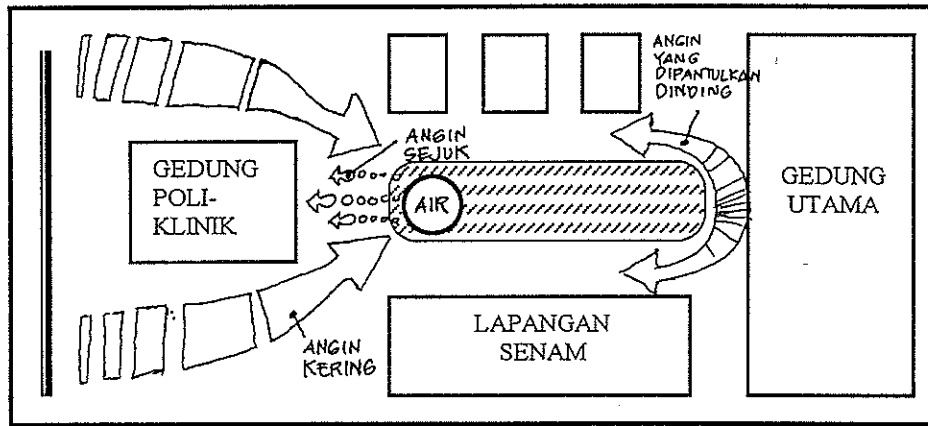 ANGIN
YANG
DIPANTULKAN
DINDING
ANGIN
SEJUK
GEDUNG
POLI-
KLINIK
AIR
GEDUNG
UTAMA
LAPANGAN
SENAM
ANGIN
KERING